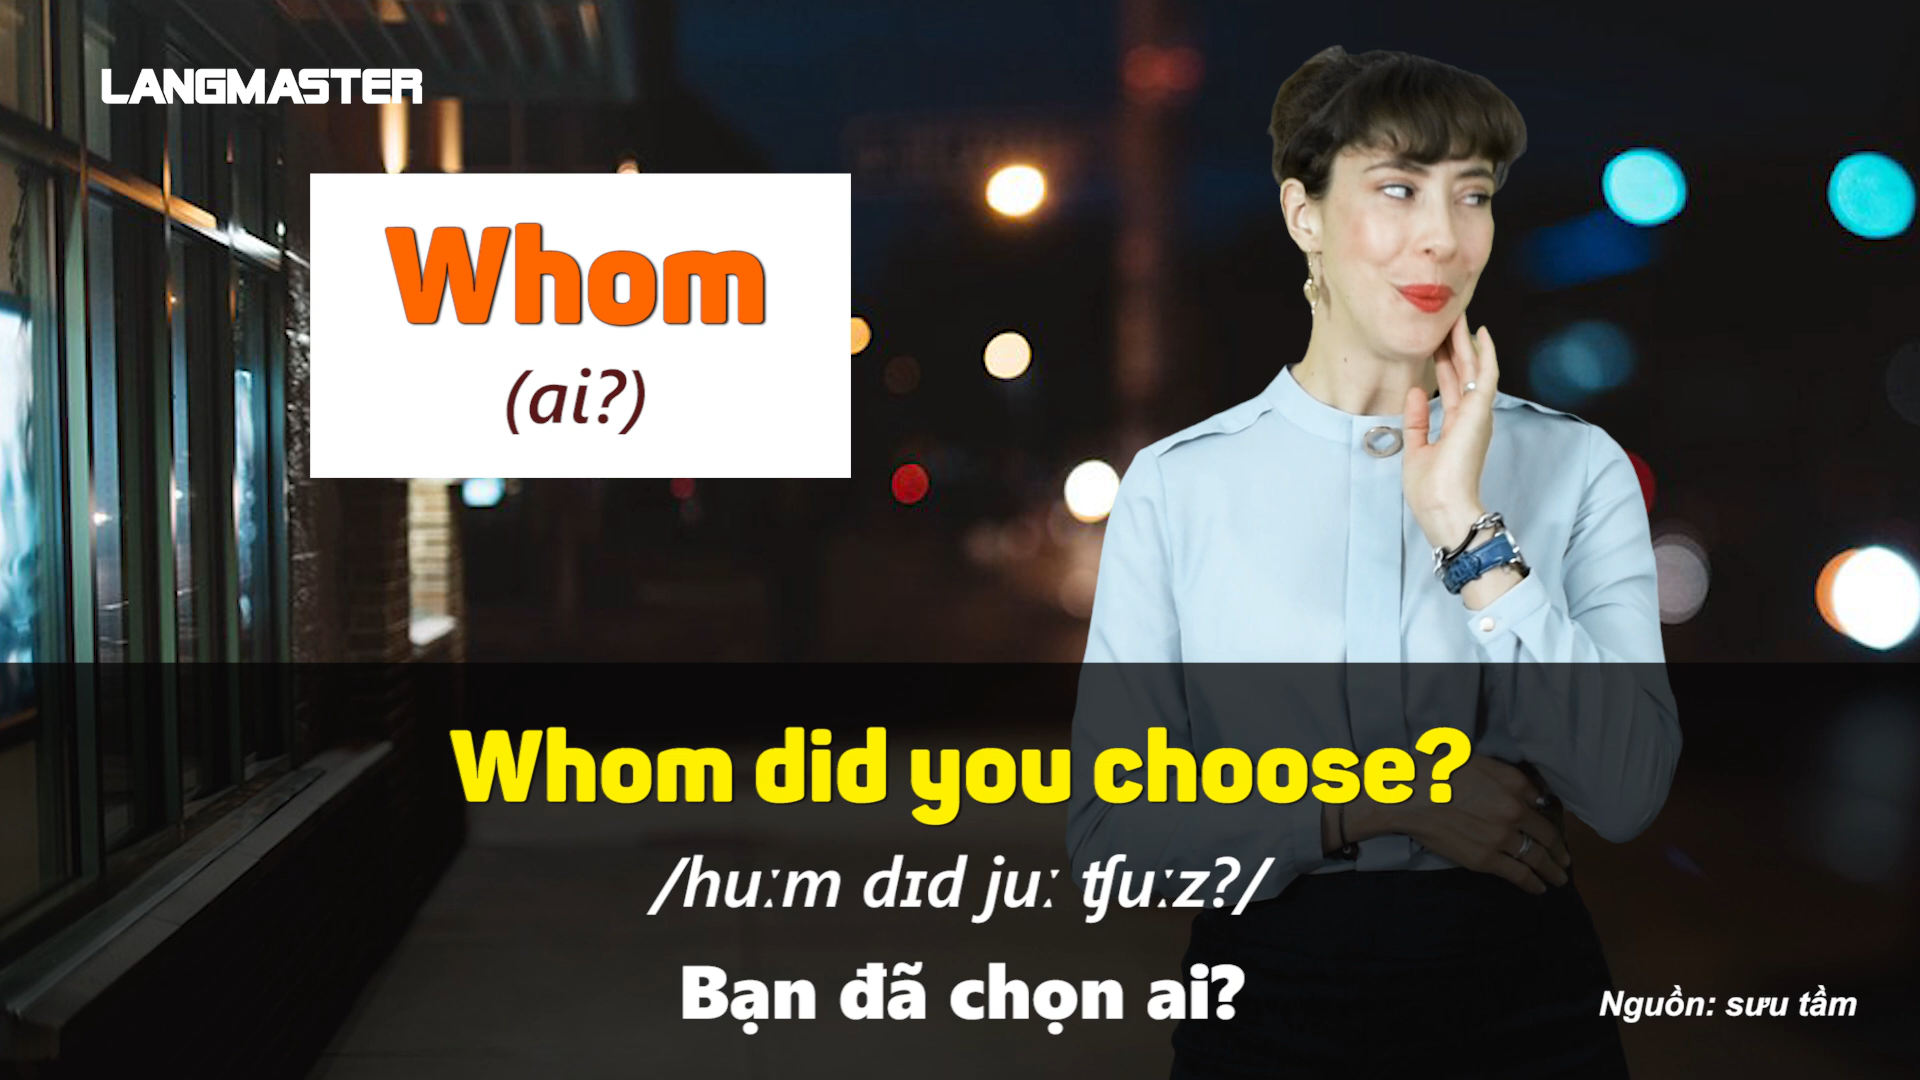 LANGMASTER
Whom
(ai?)
Whom did you choose?
/huːm dɪd juː ʧuːz?/
Bạn đã chọn ai?
Nguồn: sưu tầm